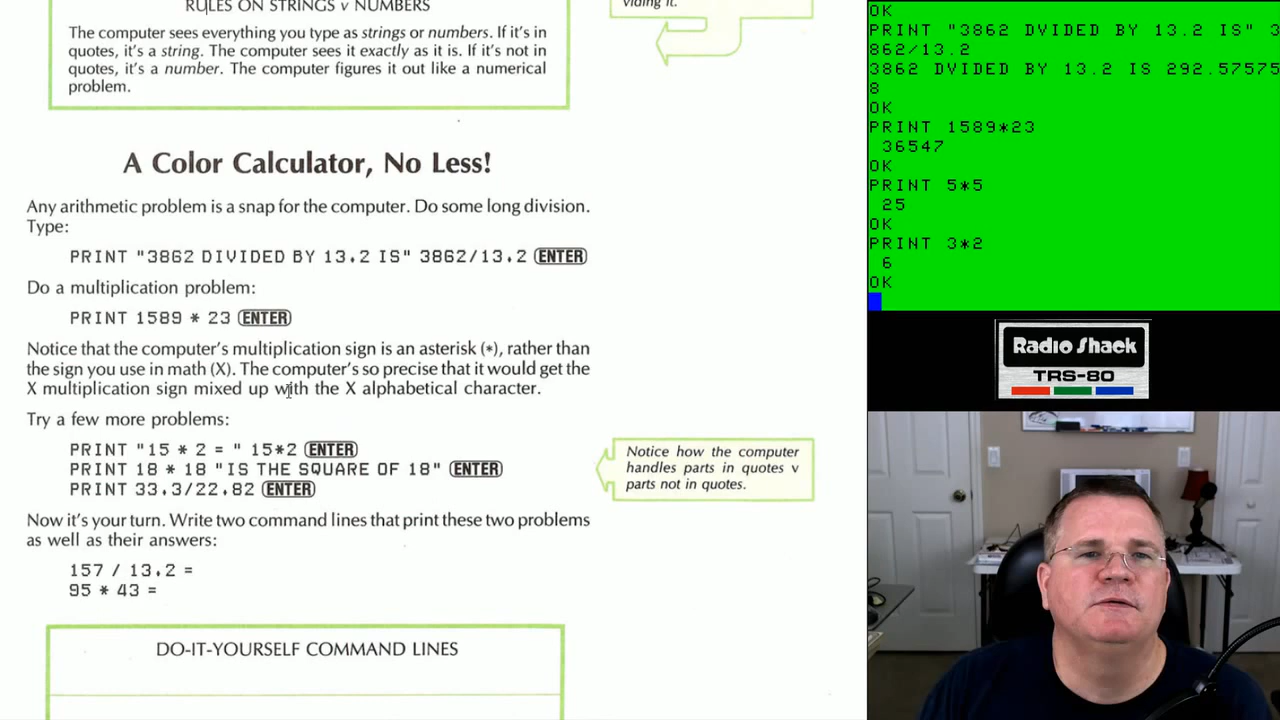 RULES ON STRINGS v NUMBERS
The computer sees everything you type as strings or numbers. If it's in
quotes, it's a string. The computer sees it exactly as it is. If it's not in
quotes, it's a number. The computer figures it out like a numerical
problem.
viding it.
A Color Calculator, No Less!
Any arithmetic problem is a snap for the computer. Do some long division.
Type:
PRINT "3862 DIVIDED BY 13.2 IS" 3862/13.2 ENTER
Do a multiplication problem:
PRINT 1589 * 23 ENTER
Notice that the computer's multiplication sign is an asterisk (*), rather than
the sign you use in math (X). The computer's so precise that it would get the
X multiplication sign mixed up with the X alphabetical character.
Try a few more problems:
PRINT "15 * 2 = " 15*2 ENTER
PRINT 18 * 18 "IS THE SQUARE OF 18" ENTER
PRINT 33.3/22.82 ENTER
Notice how the computer
handles parts in quotes v
parts not in quotes.
Now it's your turn. Write two command lines that print these two problems
as well as their answers:
157 / 13.2 =
95 * 43 =
DO-IT-YOURSELF COMMAND LINES
OK
PRINT "3862 DVIDED BY 13.2 IS" 3
862/13.2
3862 DVIDED BY 13.2 IS 292.57575
8
OK
PRINT 1589*23
36547
OK
PRINT 5*5
25
OK
PRINT 3*2
6
OK
Radio Shack
TRS-80